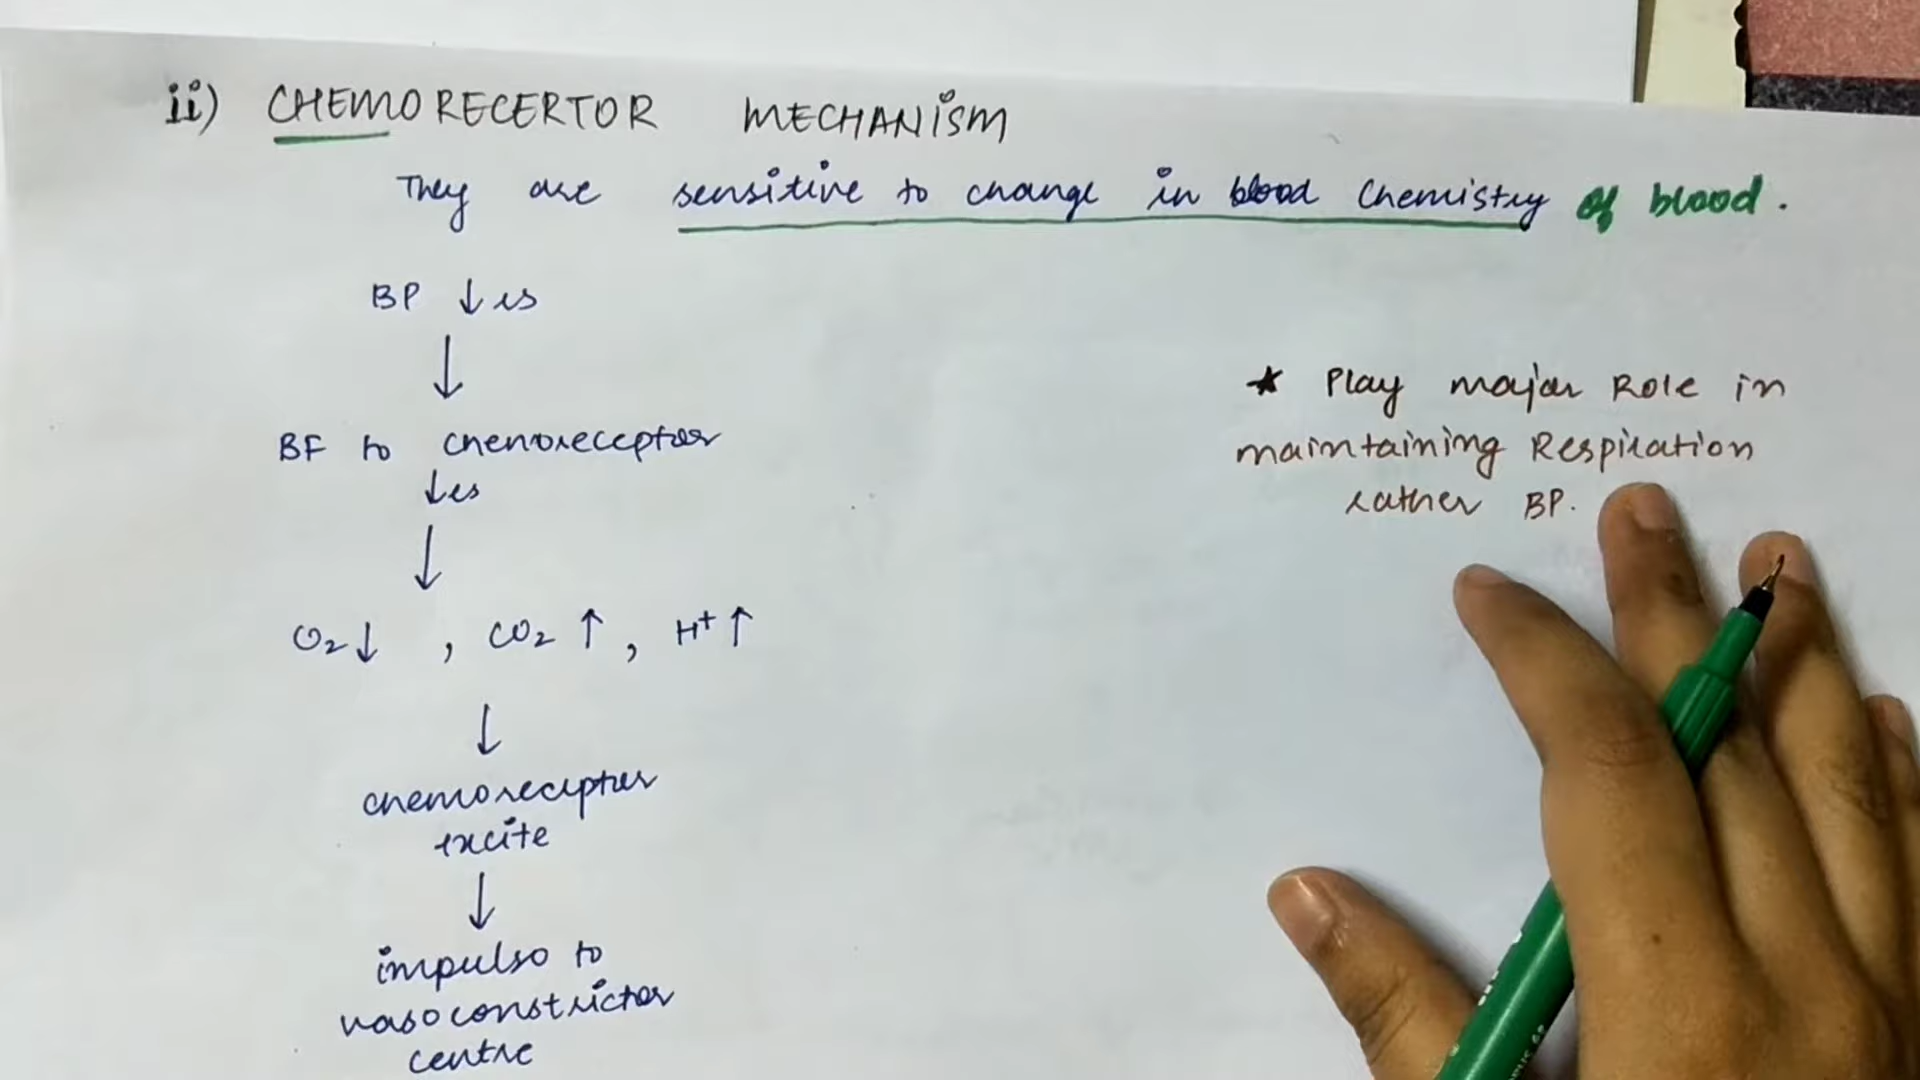 ii) CHEMORECERTOR MECHANISM
They are sensitive to change in blood Chemistry of blood.
BP ↓es
↓
BF to chemoreceptor
↓es
↓
O₂↓ , CO₂ ↑ , H⁺↑
↓
chemoreceptor
excite
↓
impulse to
vasoconstrictor
centre
* Play major Role in
maintaining Respiration
rather BP.